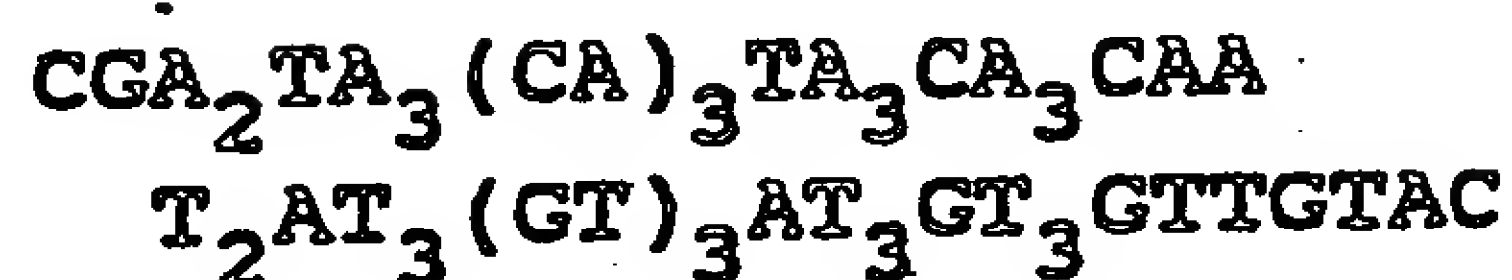 CGA₂TA₃(CA)₃TA₃CA₃CAA
T₂AT₃(GT)₃AT₃GT₃GTTGTAC